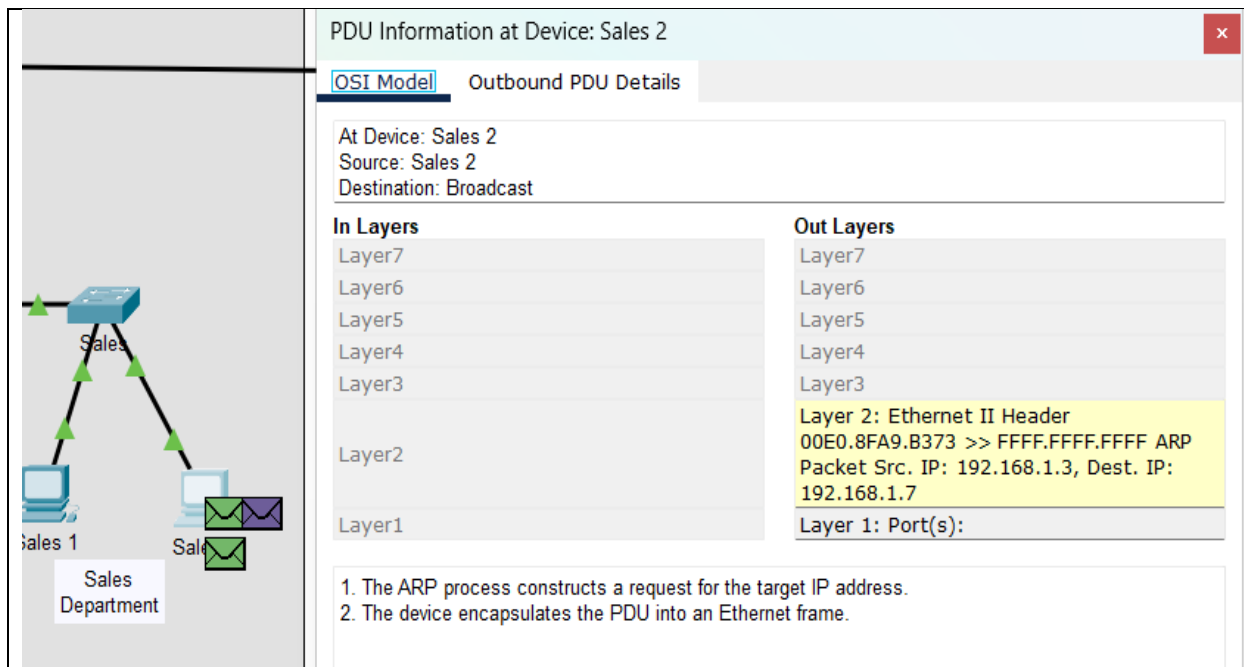 PDU Information at Device: Sales 2
x
OSI Model
Outbound PDU Details
At Device: Sales 2
Source: Sales 2
Destination: Broadcast
In Layers
Out Layers
Layer7
Layer7
Layer6
Layer6
Layer5
Layer5
Layer4
Layer4
Layer3
Layer3
Layer2
Layer 2: Ethernet II Header
00E0.8FA9.B373 >> FFFF.FFFF.FFFF ARP
Packet Src. IP: 192.168.1.3, Dest. IP:
192.168.1.7
Layer1
Layer 1: Port(s):
1. The ARP process constructs a request for the target IP address.
2. The device encapsulates the PDU into an Ethernet frame.
Sales
Sales 1
Sal
Sales
Department